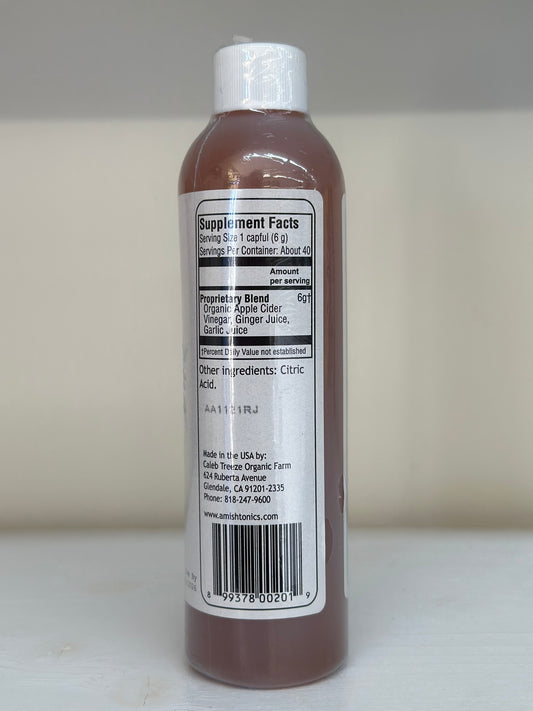 Supplement Facts
Serving Size 1 capful (6 g)
Servings Per Container: About 40
Amount
per serving
Proprietary Blend 6g†
Organic Apple Cider
Vinegar, Ginger Juice,
Garlic Juice
†Percent Daily Value not established
Other ingredients: Citric
Acid.
AA1121RJ
Made in the USA by:
Caleb Treeze Organic Farm
624 Ruberta Avenue
Glendale, CA 91201-2335
Phone: 818-247-9600
www.amishtonics.com
8 99378 00201 9